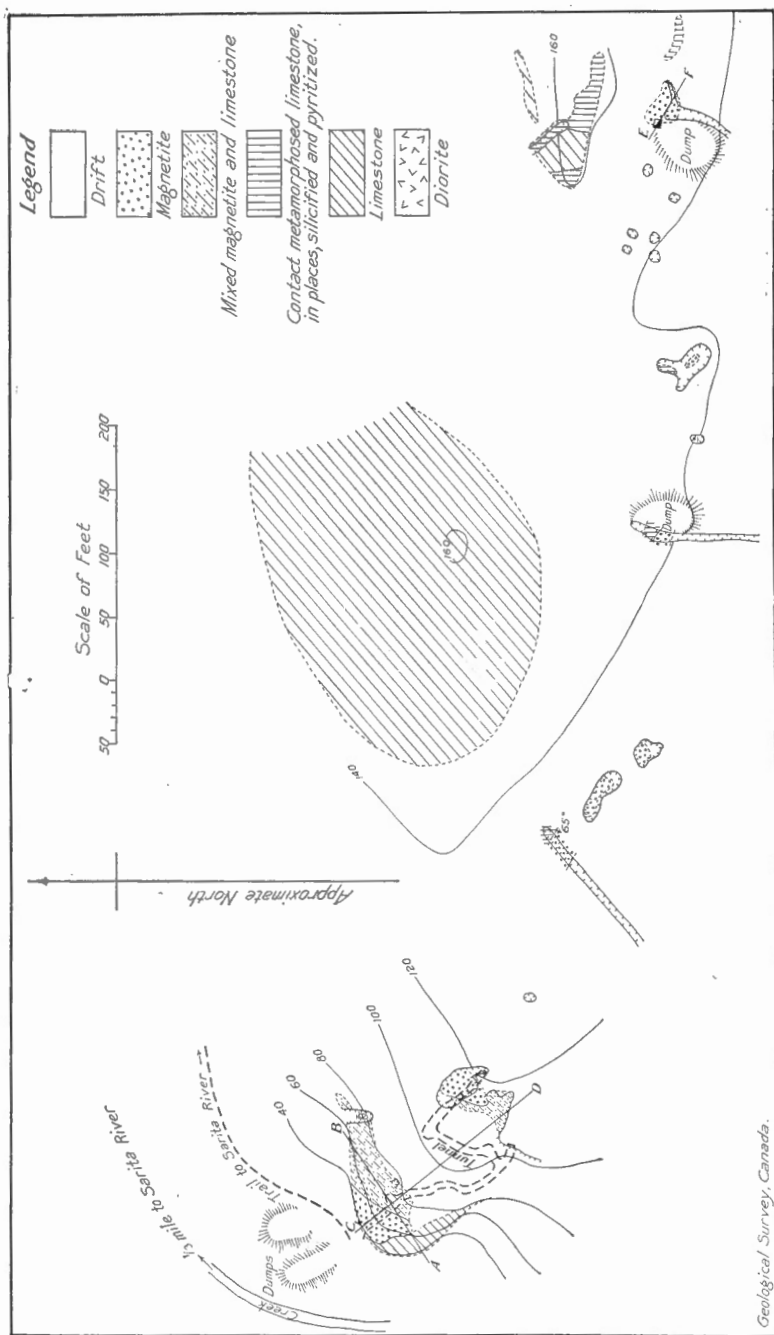 Legend
Drift
Magnetite
Mixed magnetite and limestone
Contact metamorphosed limestone,
in places, silicified and pyritized.
Limestone
Diorite
Scale of Feet
50 0 50 100 150 200
Approximate North
Creek
1/3 mile to Sarita River
Trail to Sarita River
Dumps
40
60
80
100
120
140
160
160
A
B
C
D
Tunnel
65°
Dump
Dump
E
F
Geological Survey, Canada.